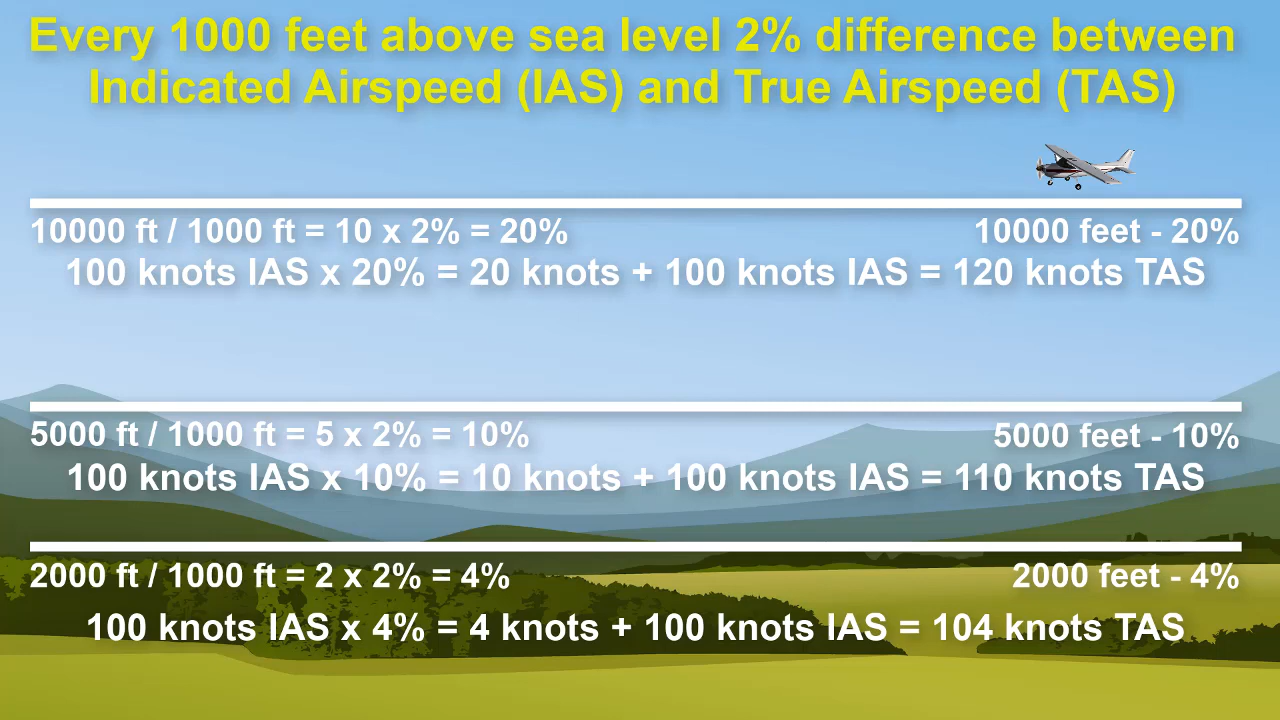 Every 1000 feet above sea level 2% difference between
Indicated Airspeed (IAS) and True Airspeed (TAS)
10000 ft / 1000 ft = 10 x 2% = 20%
10000 feet - 20%
100 knots IAS x 20% = 20 knots + 100 knots IAS = 120 knots TAS
5000 ft / 1000 ft = 5 x 2% = 10%
5000 feet - 10%
100 knots IAS x 10% = 10 knots + 100 knots IAS = 110 knots TAS
2000 ft / 1000 ft = 2 x 2% = 4%
2000 feet - 4%
100 knots IAS x 4% = 4 knots + 100 knots IAS = 104 knots TAS